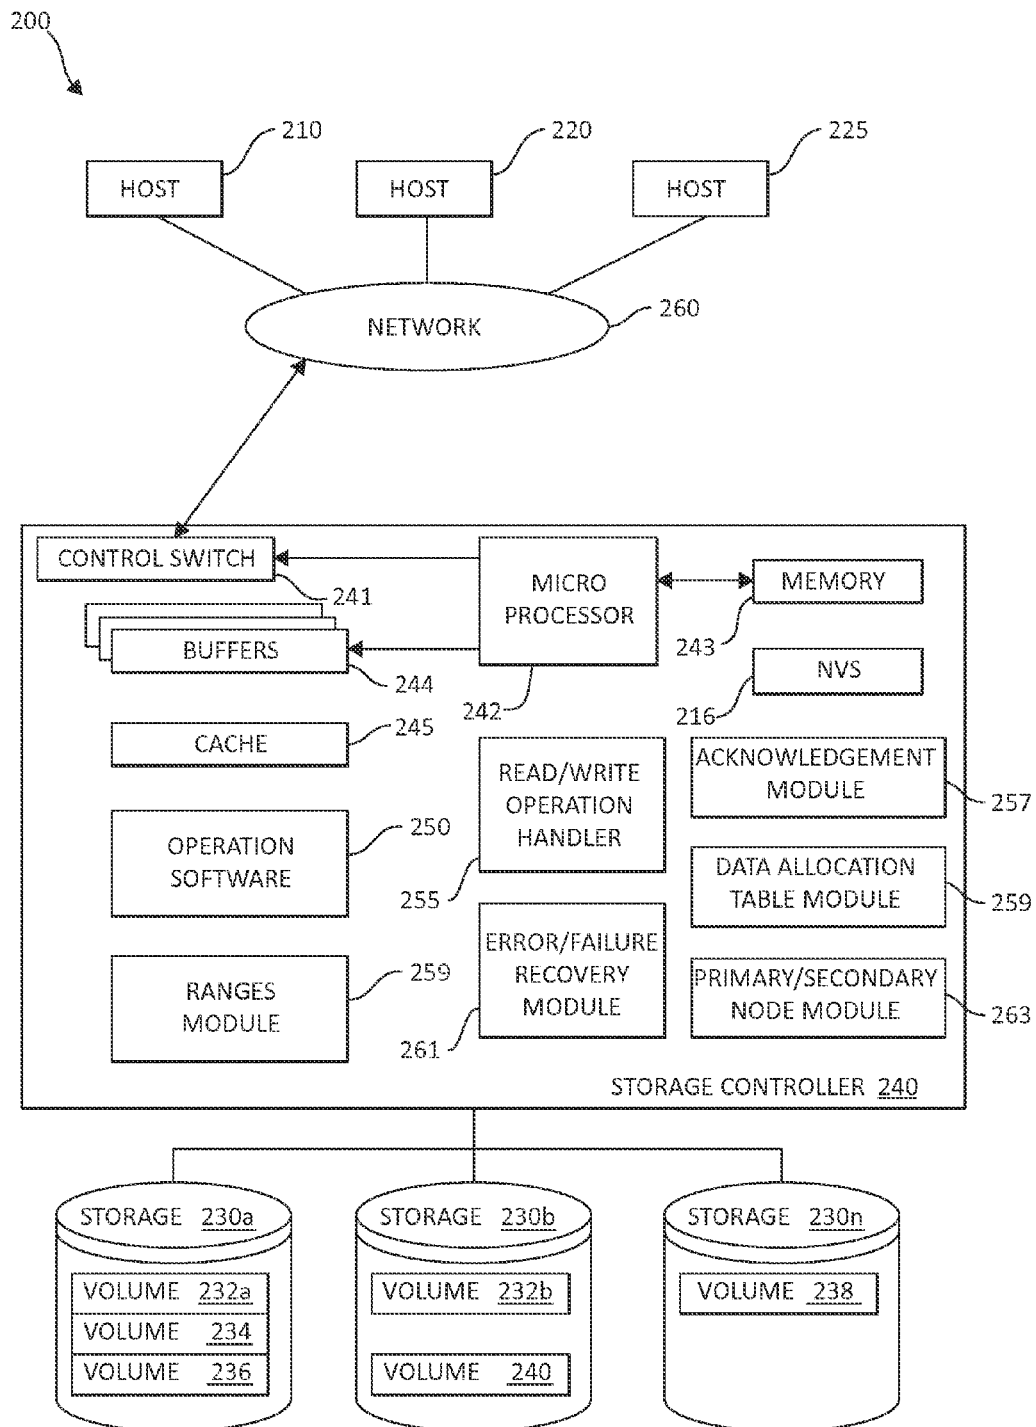 200
210
220
225
HOST
HOST
HOST
NETWORK
260
CONTROL SWITCH
241
MICRO
PROCESSOR
242
MEMORY
243
BUFFERS
244
NVS
216
CACHE
245
READ/WRITE
OPERATION
HANDLER
255
ACKNOWLEDGEMENT
MODULE
257
OPERATION
SOFTWARE
250
DATA ALLOCATION
TABLE MODULE
259
ERROR/FAILURE
RECOVERY
MODULE
261
RANGES
MODULE
259
PRIMARY/SECONDARY
NODE MODULE
263
STORAGE CONTROLLER 240
STORAGE 230a
VOLUME 232a
VOLUME 234
VOLUME 236
STORAGE 230b
VOLUME 232b
VOLUME 240
STORAGE 230n
VOLUME 238